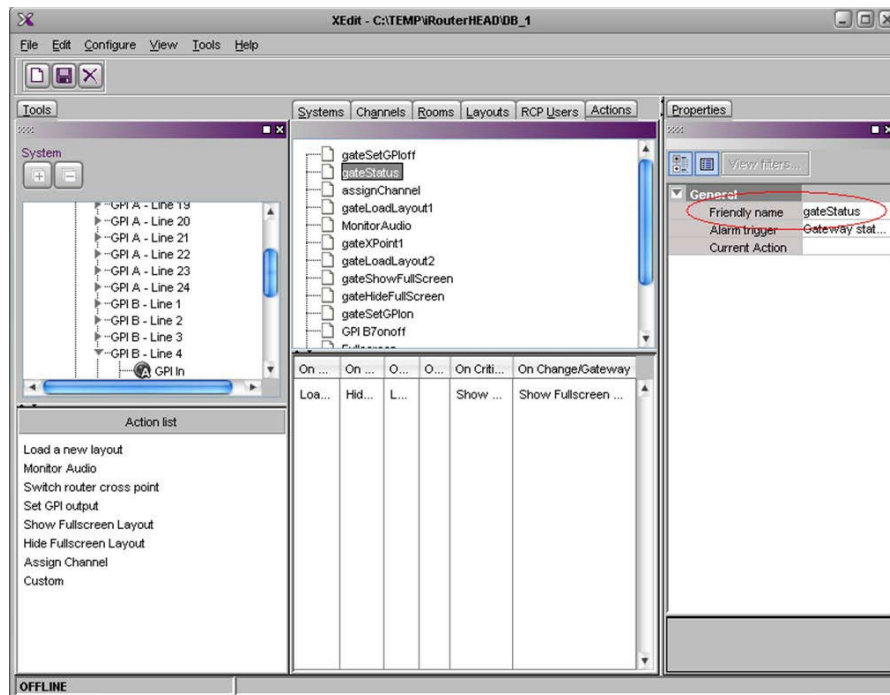 XEdit - C:\TEMP\iRouterHEAD\DB_1
File Edit Configure View Tools Help
Tools
System
GPI A - Line 19
GPI A - Line 20
GPI A - Line 21
GPI A - Line 22
GPI A - Line 23
GPI A - Line 24
GPI B - Line 1
GPI B - Line 2
GPI B - Line 3
GPI B - Line 4
GPI In
Action list
Load a new layout
Monitor Audio
Switch router cross point
Set GPI output
Show Fullscreen Layout
Hide Fullscreen Layout
Assign Channel
Custom
Systems Channels Rooms Layouts RCP Users Actions
gateSetGPIoff
gateStatus
assignChannel
gateLoadLayout1
MonitorAudio
gateXPoint1
gateLoadLayout2
gateShowFullScreen
gateHideFullScreen
gateSetGPIon
GPI B7onoff
Fullscreen
On ... On ... O... O... On Criti... On Change/Gateway
Loa... Hid... L... Show ... Show Fullscreen ...
Properties
View filters...
General
Friendly name gateStatus
Alarm trigger Gateway stat...
Current Action
OFFLINE